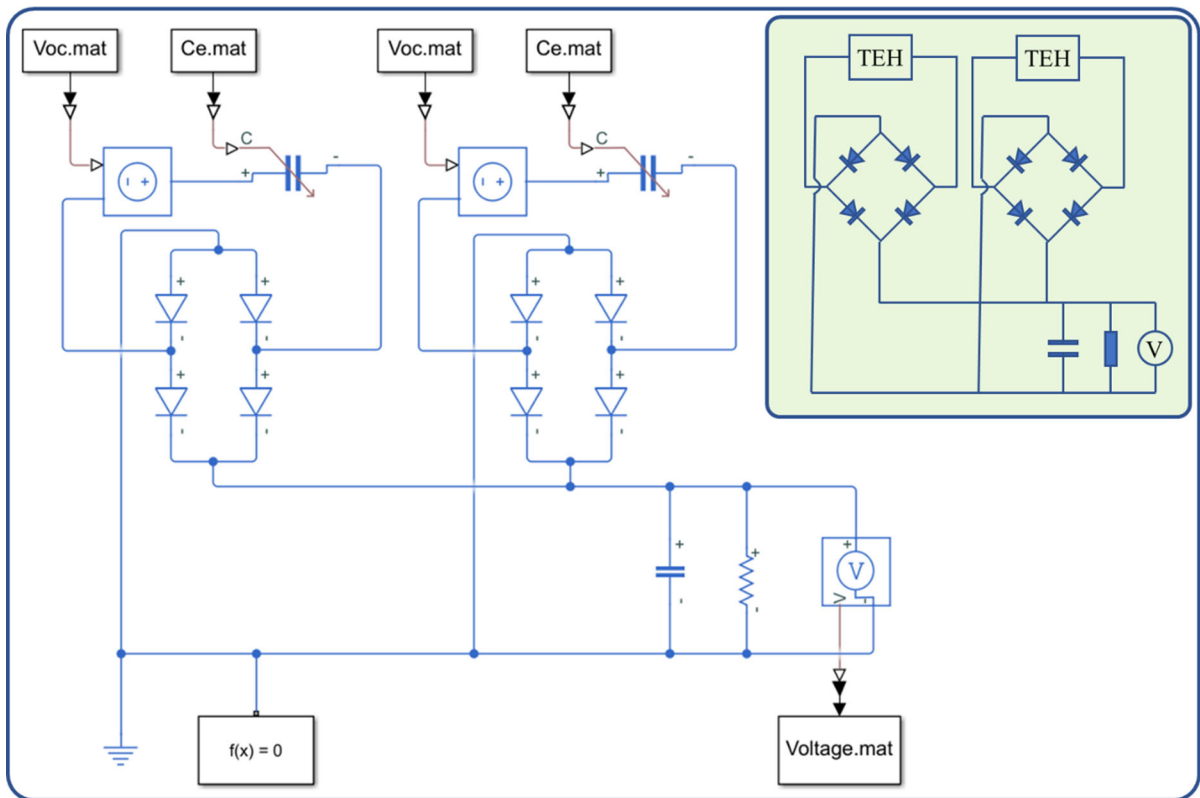 Voc.mat
Ce.mat
Voc.mat
Ce.mat
TEH
TEH
C
+
-
C
+
-
- +
- +
+
+
+
+
-
-
-
-
+
+
+
+
-
-
-
-
V
+
-
+
-
+
V
V
-
f(x) = 0
Voltage.mat